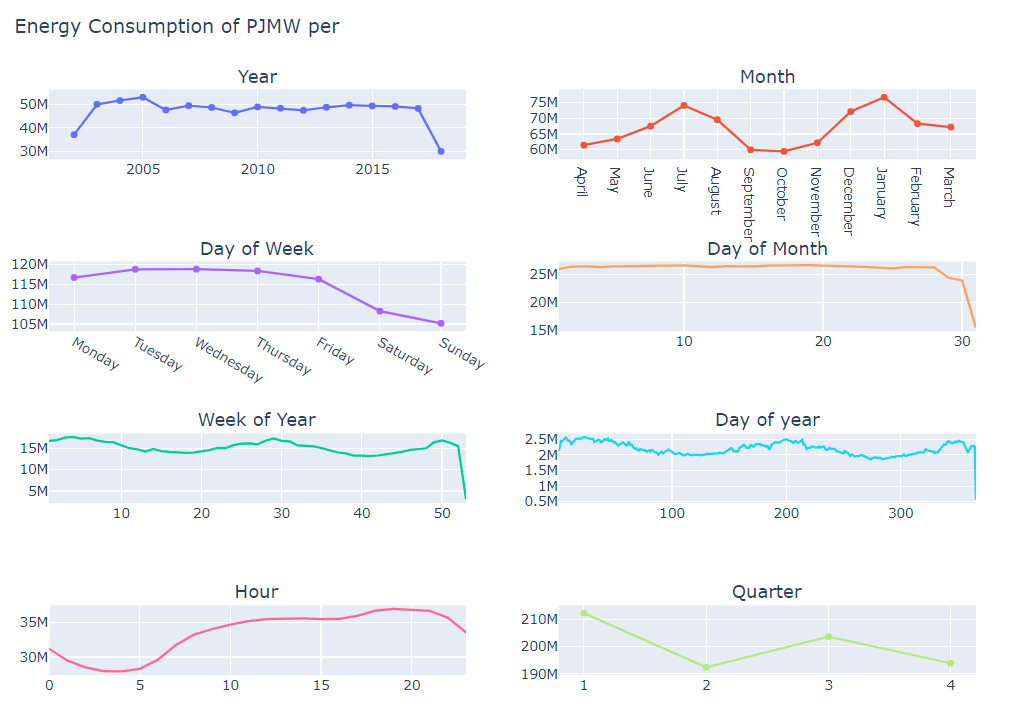 Energy Consumption of PJMW per
Year
50M
40M
30M
2005 2010 2015
Month
75M
70M
65M
60M
April May June July August September October November December January February March
Day of Week
120M
115M
110M
105M
Monday Tuesday Wednesday Thursday Friday Saturday Sunday
Day of Month
25M
20M
15M
10 20 30
Week of Year
15M
10M
5M
10 20 30 40 50
Day of year
2.5M
2M
1.5M
1M
0.5M
100 200 300
Hour
35M
30M
0 5 10 15 20
Quarter
210M
200M
190M
1 2 3 4